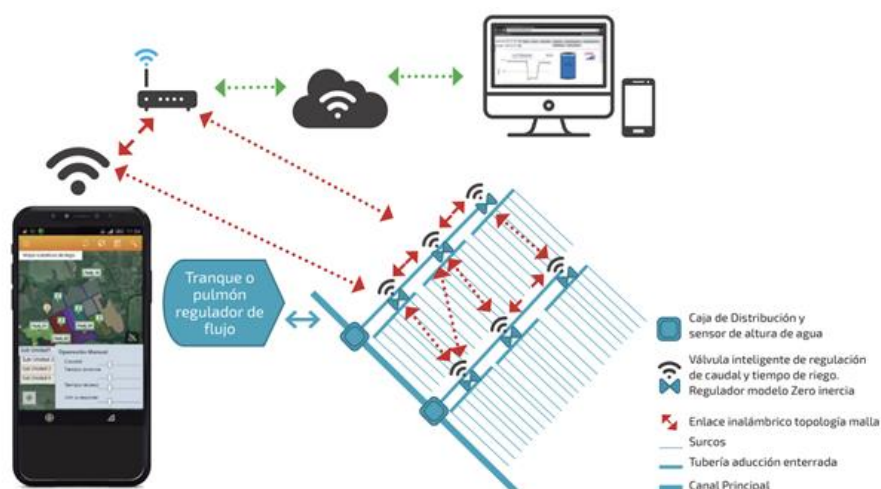 Tranque o
pulmón
regulador de
flujo
Operación Manual
Caudal
Caja de Distribución y
sensor de altura de agua
Válvula inteligente de regulación
de caudal y tiempo de riego.
Regulador modelo Zero inercia
Enlace inalámbrico topología malla
Surcos
Tubería aducción enterrada
Canal Principal